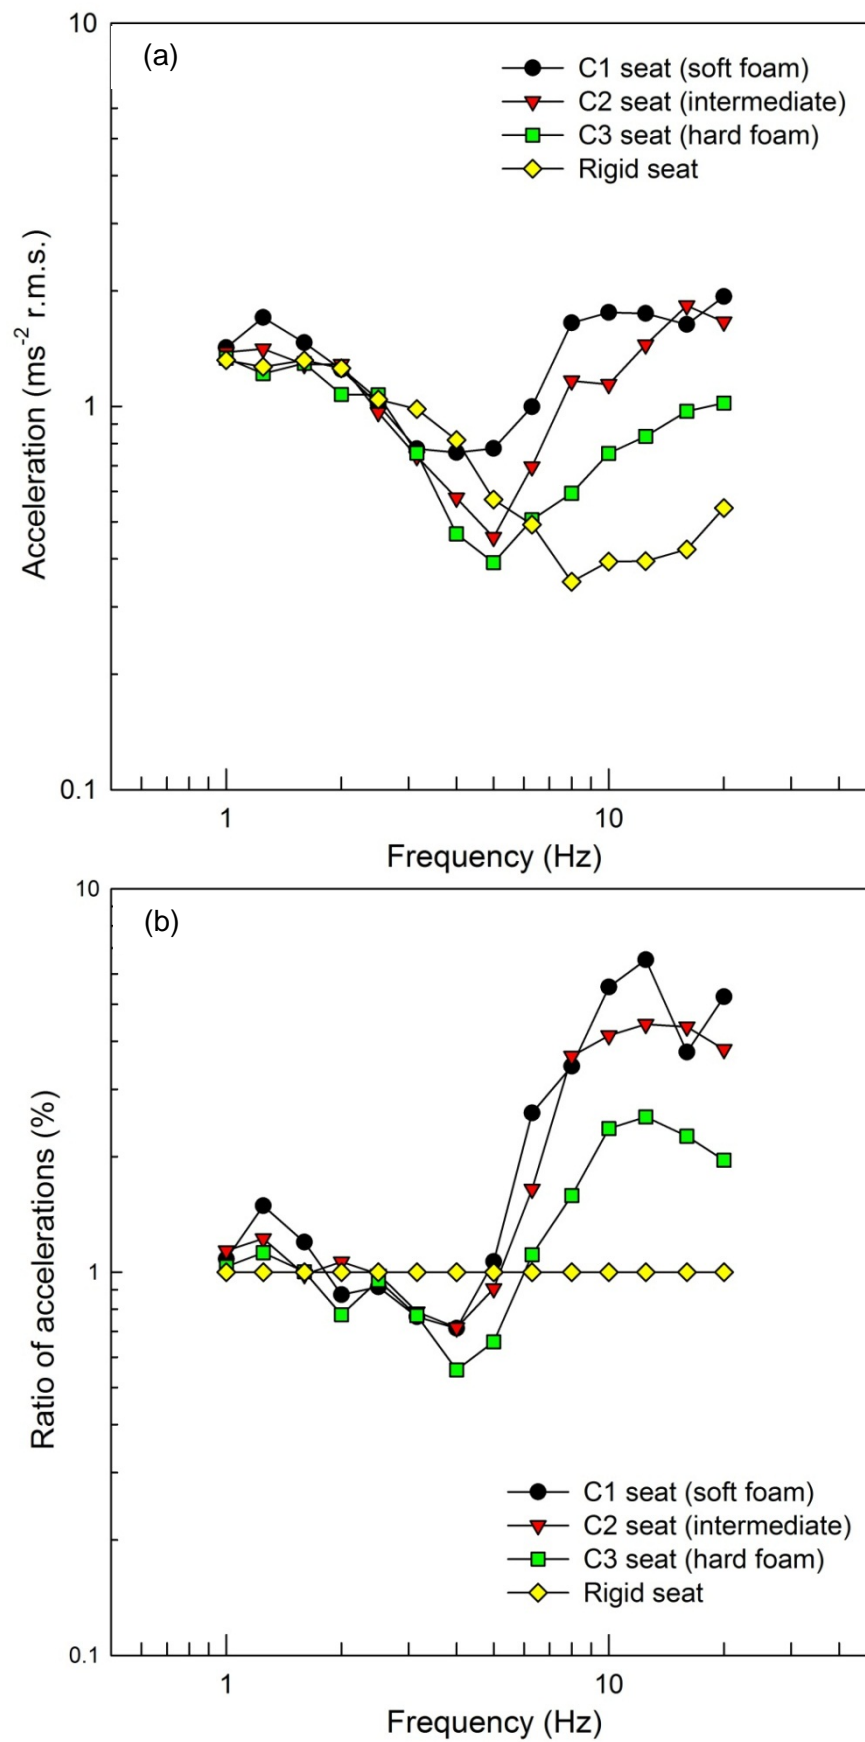 10
(a)
C1 seat (soft foam)
C2 seat (intermediate)
C3 seat (hard foam)
Rigid seat
Acceleration (ms-2 r.m.s.)
1
0.1
1 10
Frequency (Hz)
10
(b)
Ratio of accelerations (%)
1
C1 seat (soft foam)
C2 seat (intermediate)
C3 seat (hard foam)
Rigid seat
0.1
1 10
Frequency (Hz)